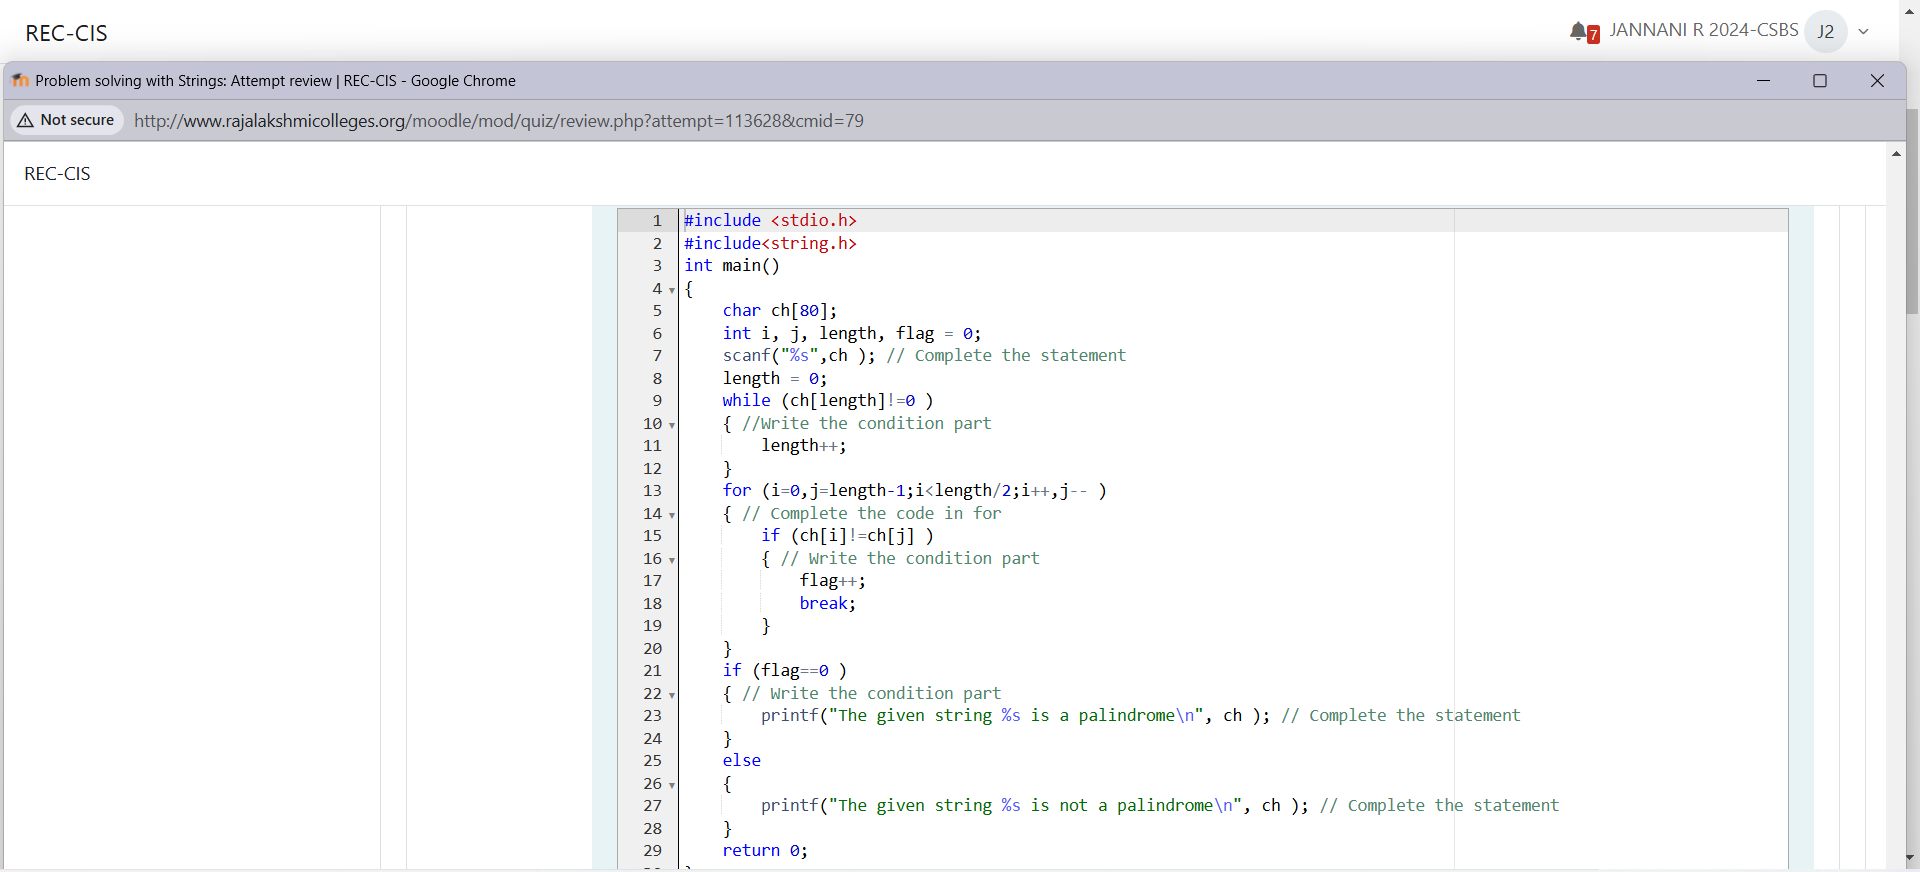 REC-CIS
7 JANNANI R 2024-CSBS J2
Problem solving with Strings: Attempt review | REC-CIS - Google Chrome
Not secure http://www.rajalakshmicolleges.org/moodle/mod/quiz/review.php?attempt=113628&cmid=79
REC-CIS
1 #include <stdio.h>
2 #include<string.h>
3 int main()
4 {
5     char ch[80];
6     int i, j, length, flag = 0;
7     scanf("%s",ch ); // Complete the statement
8     length = 0;
9     while (ch[length]!=0 )
10     { //Write the condition part
11         length++;
12     }
13     for (i=0,j=length-1;i<length/2;i++,j-- )
14     { // Complete the code in for
15         if (ch[i]!=ch[j] )
16         { // Write the condition part
17             flag++;
18             break;
19         }
20     }
21     if (flag==0 )
22     { // Write the condition part
23         printf("The given string %s is a palindrome\n", ch ); // Complete the statement
24     }
25     else
26     {
27         printf("The given string %s is not a palindrome\n", ch ); // Complete the statement
28     }
29     return 0;